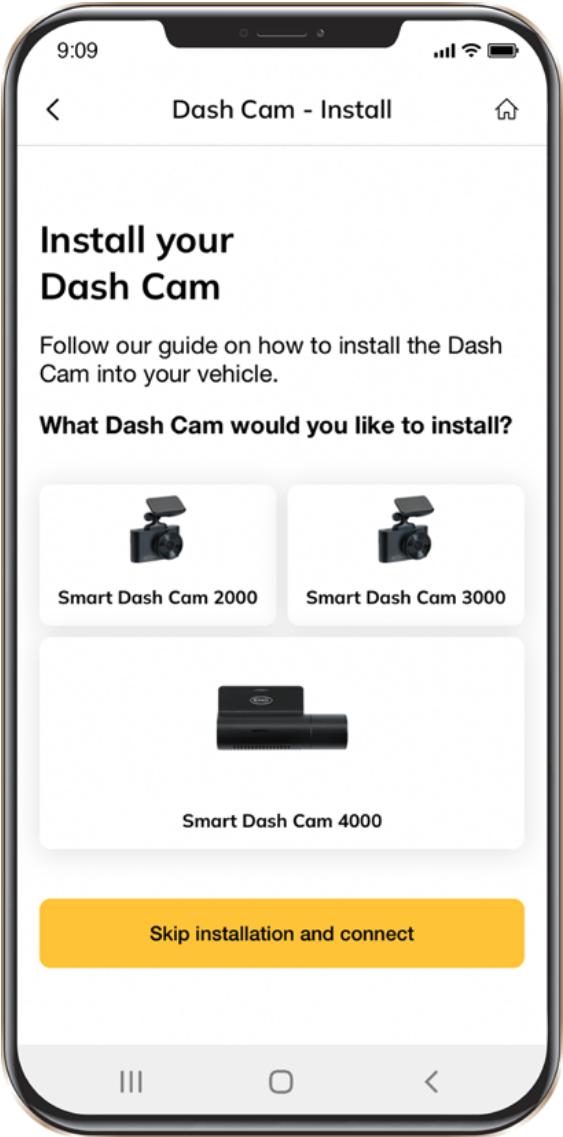 9:09
Dash Cam - Install
Install your
Dash Cam
Follow our guide on how to install the Dash
Cam into your vehicle.
What Dash Cam would you like to install?
Smart Dash Cam 2000
Smart Dash Cam 3000
Smart Dash Cam 4000
Skip installation and connect